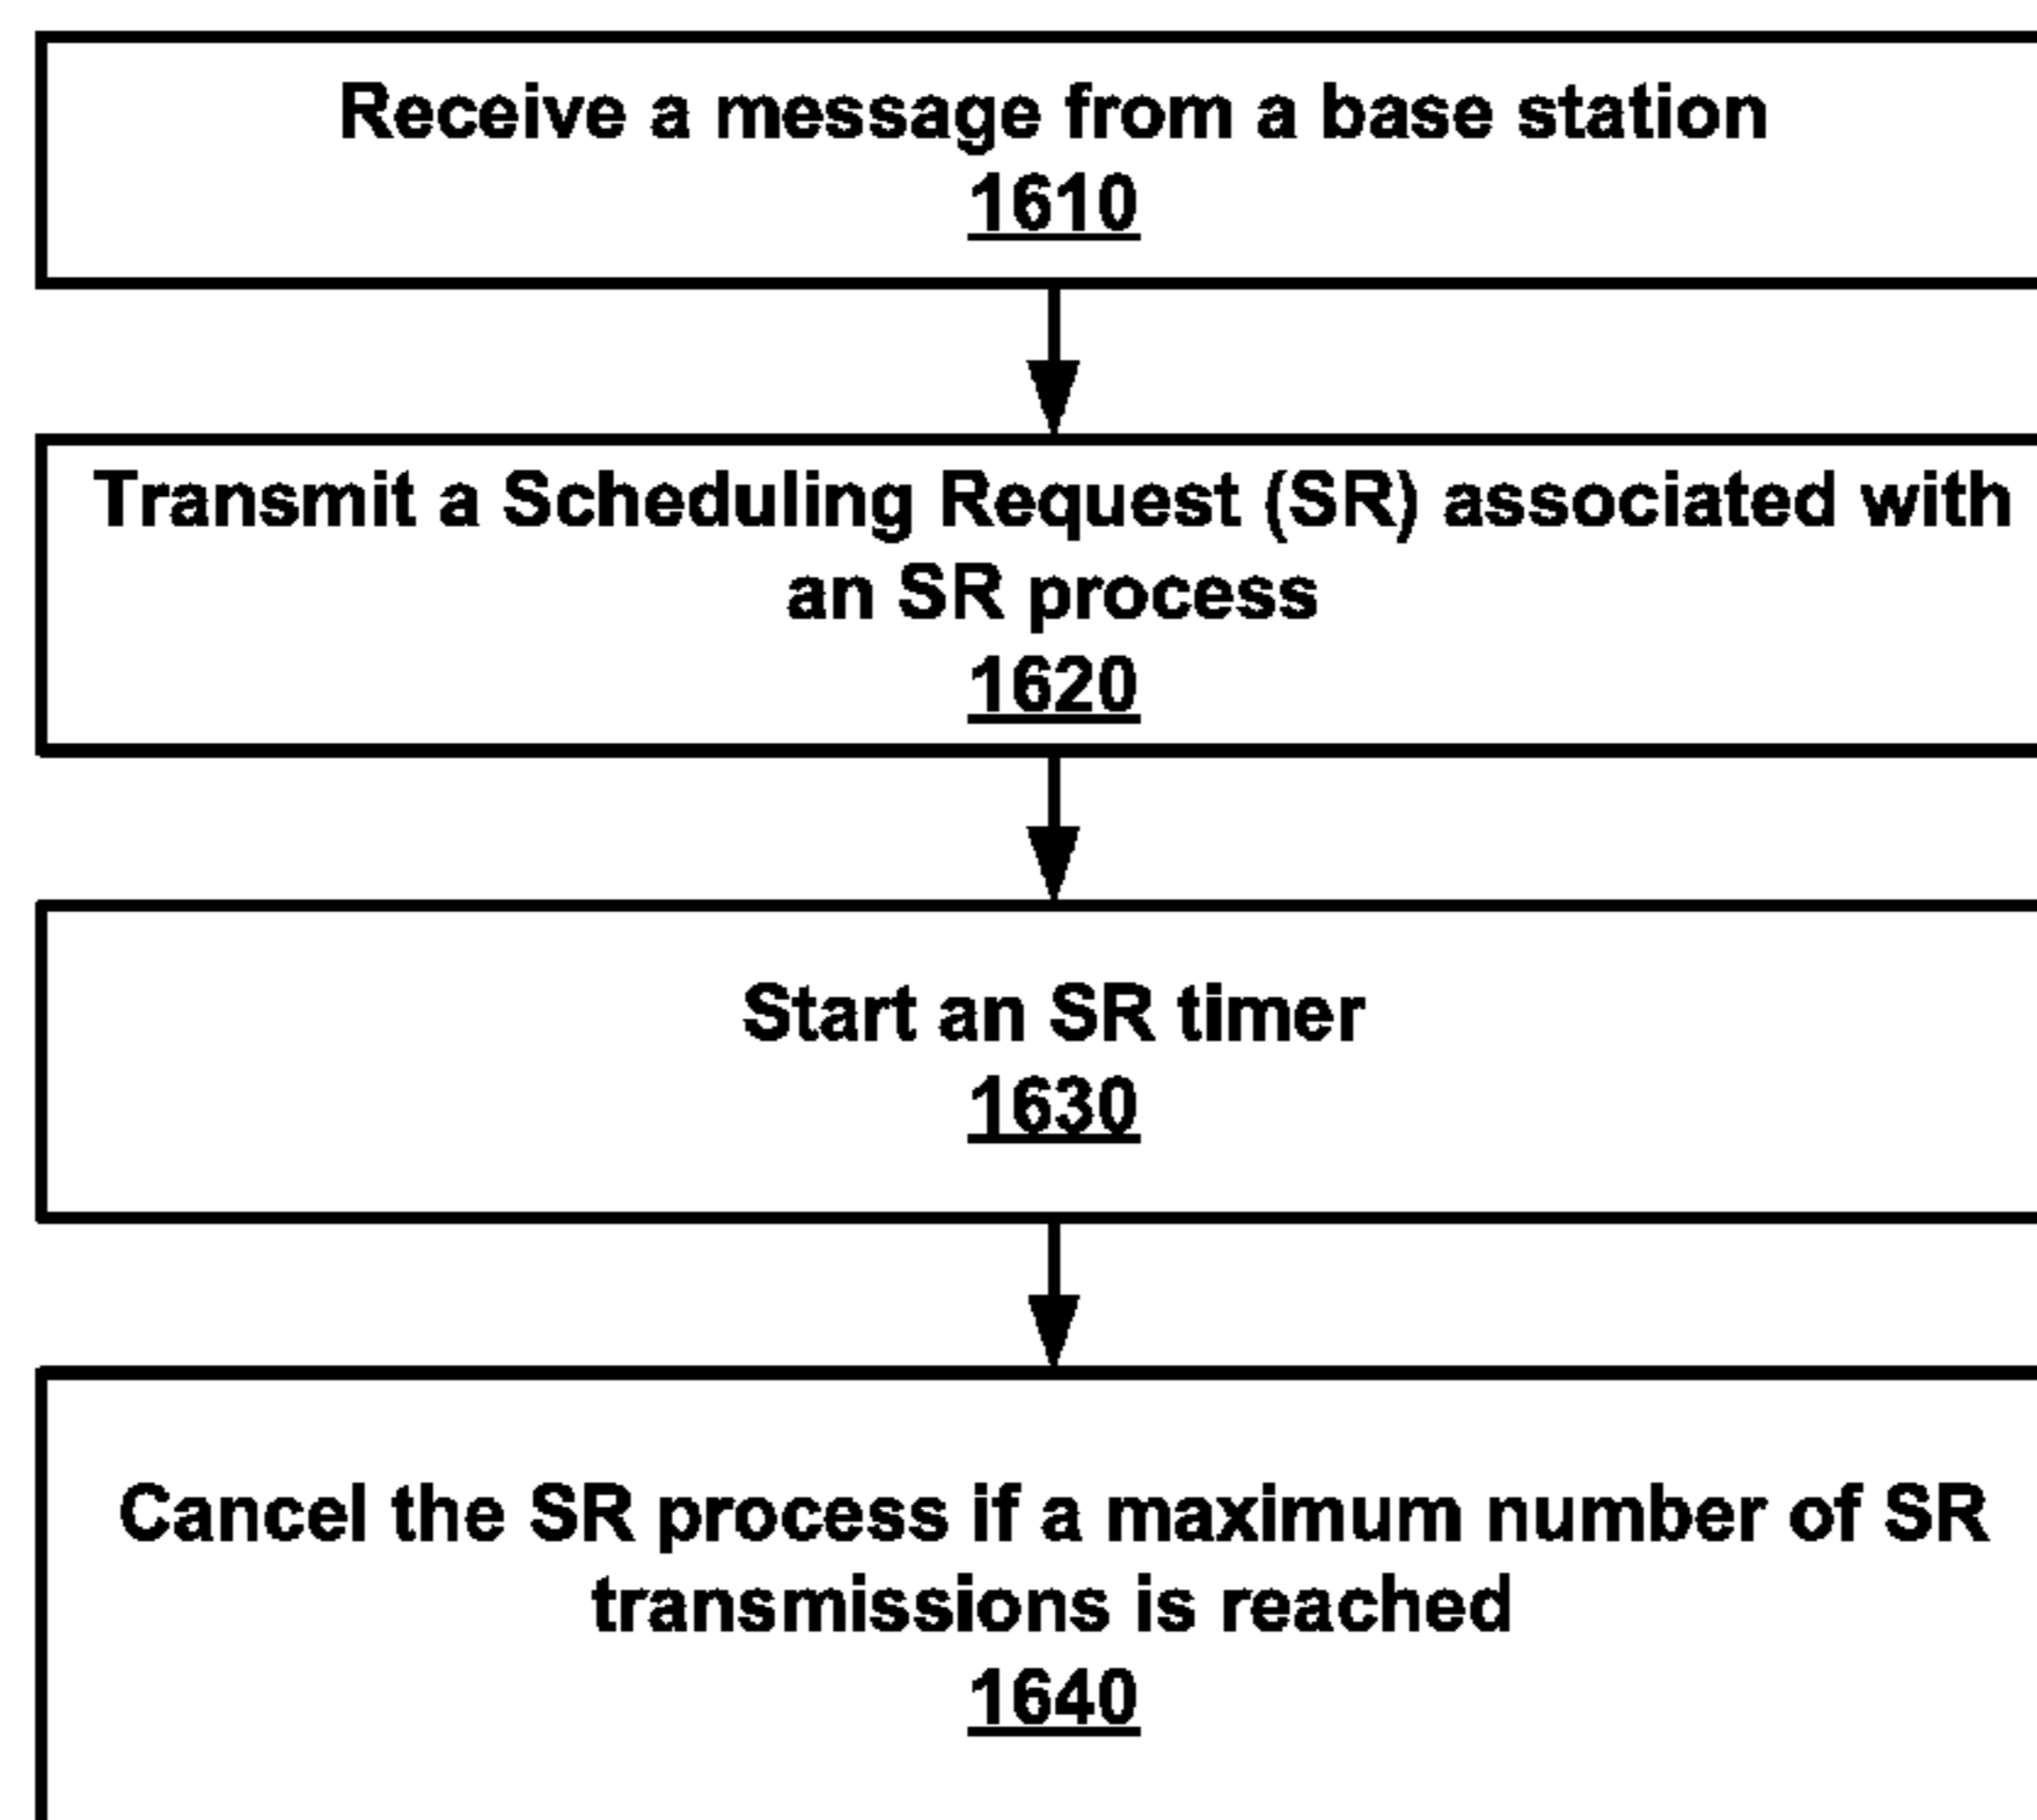 Receive a message from a base station
1610
Transmit a Scheduling Request (SR) associated with
an SR process
1620
Start an SR timer
1630
Cancel the SR process if a maximum number of SR
transmissions is reached
1640